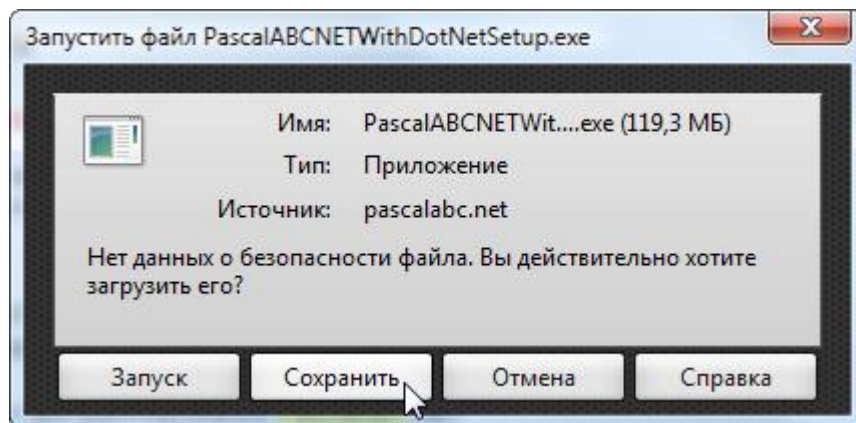 Запустить файл PascalABCNETWithDotNetSetup.exe
Имя: PascalABCNETWit....exe (119,3 МБ)
Тип: Приложение
Источник: pascalabc.net
Нет данных о безопасности файла. Вы действительно хотите
загрузить его?
Запуск Сохранить Отмена Справка